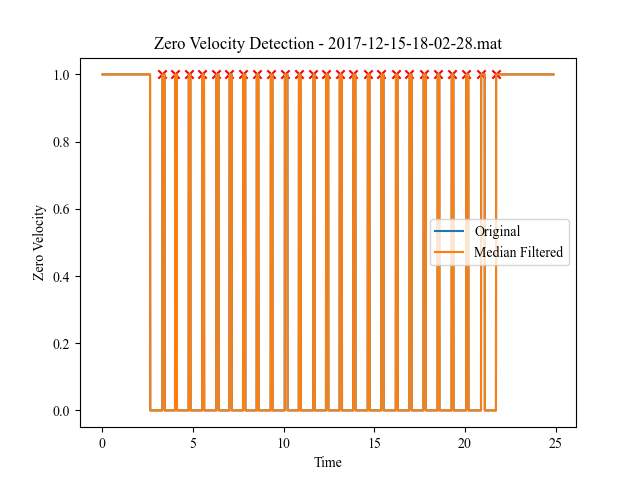 Zero Velocity Detection - 2017-12-15-18-02-28.mat
1.0
0.8
0.6
0.4
0.2
0.0
Zero Velocity
Original
Median Filtered
0
5
10
15
20
25
Time